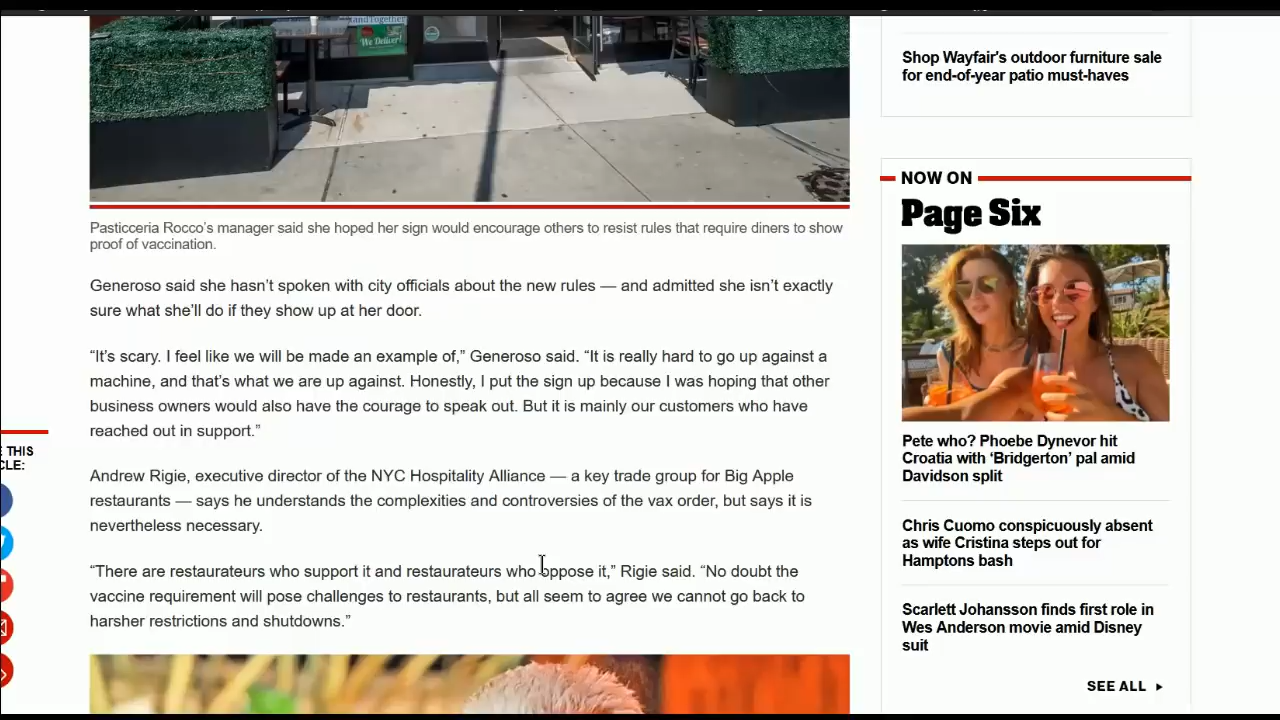 andTogether
We Deliver!
Pasticceria Rocco’s manager said she hoped her sign would encourage others to resist rules that require diners to show
proof of vaccination.
Generoso said she hasn’t spoken with city officials about the new rules — and admitted she isn’t exactly
sure what she’ll do if they show up at her door.
“It’s scary. I feel like we will be made an example of,” Generoso said. “It is really hard to go up against a
machine, and that’s what we are up against. Honestly, I put the sign up because I was hoping that other
business owners would also have the courage to speak out. But it is mainly our customers who have
reached out in support.”
Andrew Rigie, executive director of the NYC Hospitality Alliance — a key trade group for Big Apple
restaurants — says he understands the complexities and controversies of the vax order, but says it is
nevertheless necessary.
“There are restaurateurs who support it and restaurateurs who oppose it,” Rigie said. “No doubt the
vaccine requirement will pose challenges to restaurants, but all seem to agree we cannot go back to
harsher restrictions and shutdowns.”
E THIS
CLE:
Shop Wayfair's outdoor furniture sale
for end-of-year patio must-haves
NOW ON
Page Six
Pete who? Phoebe Dynevor hit
Croatia with ‘Bridgerton’ pal amid
Davidson split
Chris Cuomo conspicuously absent
as wife Cristina steps out for
Hamptons bash
Scarlett Johansson finds first role in
Wes Anderson movie amid Disney
suit
SEE ALL